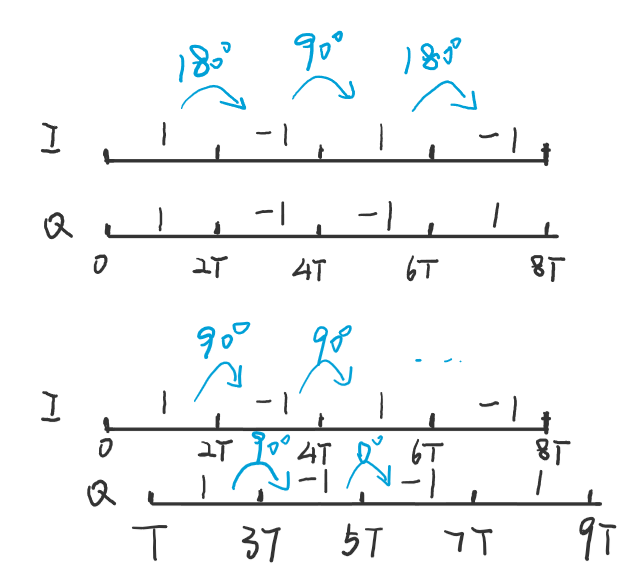 180° 90° 180°
I 1 -1 1 -1
Q 1 -1 -1 1
0 2T 4T 6T 8T
90° 90° ...
I 1 -1 1 -1
0 2T 4T 6T 8T
90° 0°
Q 1 -1 -1 1
T 3T 5T 7T 9T